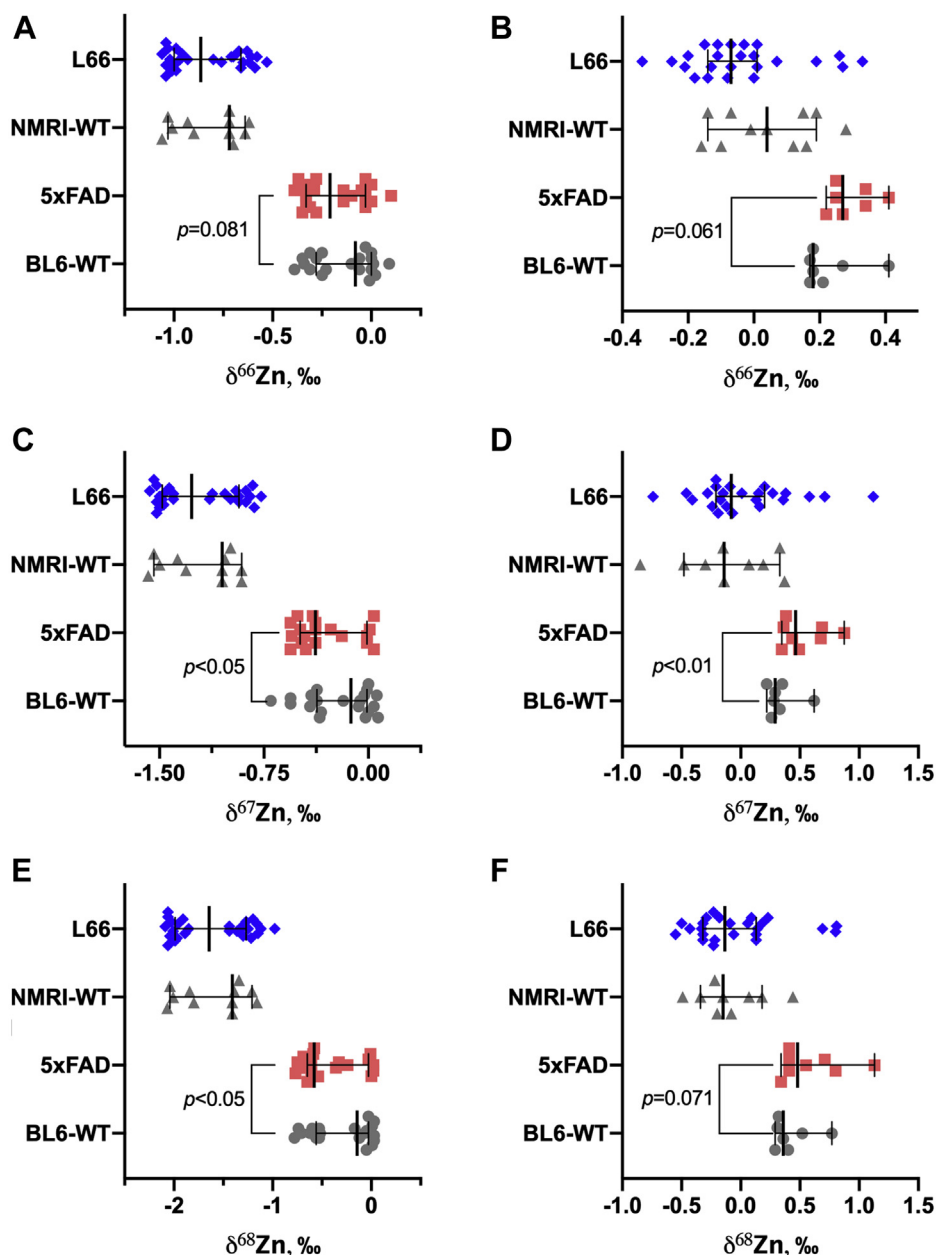 A
L66
NMRI-WT
5xFAD
p=0.081
BL6-WT
-1.0
-0.5
0.0
δ⁶⁶Zn, ‰
B
L66
NMRI-WT
5xFAD
p=0.061
BL6-WT
-0.4
-0.2
0.0
0.2
0.4
δ⁶⁶Zn, ‰
C
L66
NMRI-WT
5xFAD
p<0.05
BL6-WT
-1.50
-0.75
0.00
δ⁶⁷Zn, ‰
D
L66
NMRI-WT
5xFAD
p<0.01
BL6-WT
-1.0
-0.5
0.0
0.5
1.0
1.5
δ⁶⁷Zn, ‰
E
L66
NMRI-WT
5xFAD
p<0.05
BL6-WT
-2
-1
0
δ⁶⁸Zn, ‰
F
L66
NMRI-WT
5xFAD
p=0.071
BL6-WT
-1.0
-0.5
0.0
0.5
1.0
1.5
δ⁶⁸Zn, ‰